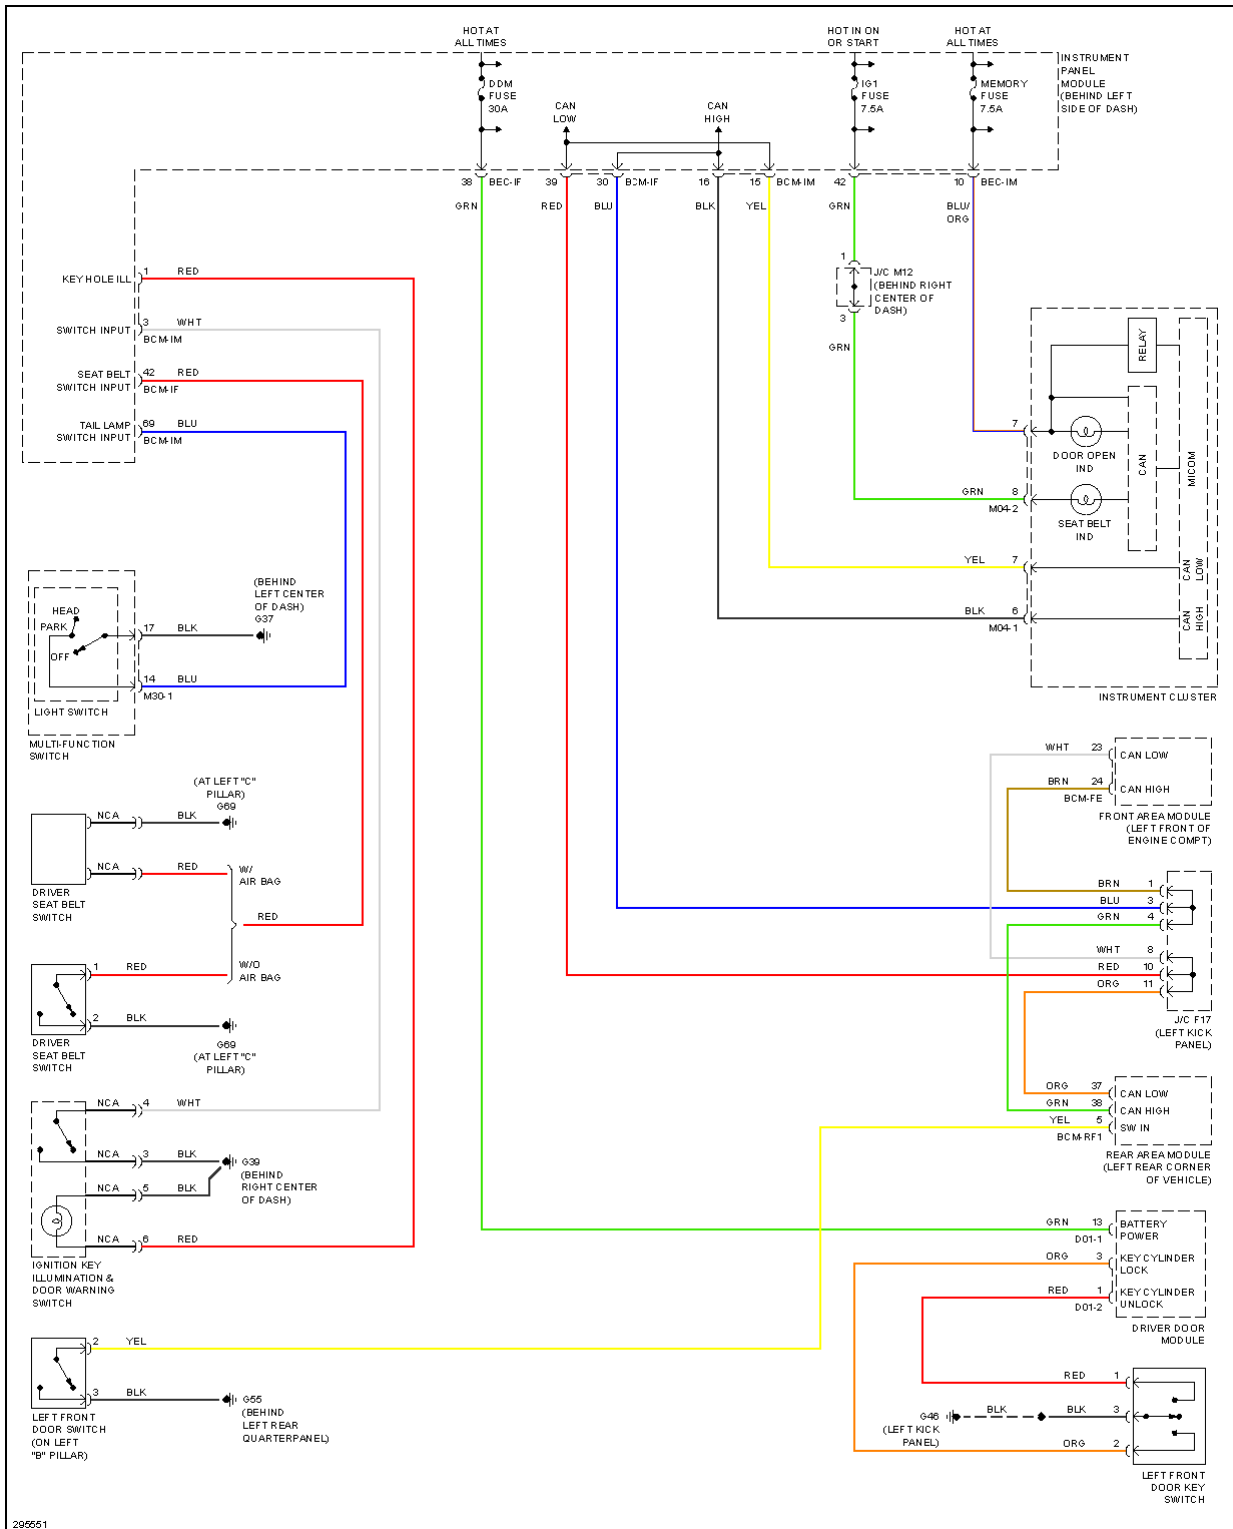 HOT AT
ALL TIMES
HOT IN ON
OR START
HOT AT
ALL TIMES
INSTRUMENT
PANEL
MODULE
(BEHIND LEFT
SIDE OF DASH)
DDM
FUSE
30A
CAN
LOW
CAN
HIGH
IG1
FUSE
7.5A
MEMORY
FUSE
7.5A
38 BEC-IF
39
30 BCM-IF
16
15 BCM-IM
42
10 BEC-IM
GRN
RED
BLU
BLK
YEL
GRN
BLU/
ORG
KEY HOLE ILL
1 RED
SWITCH INPUT
3 WHT
BCM-IM
SEAT BELT
SWITCH INPUT
42 RED
BCM-IF
TAIL LAMP
SWITCH INPUT
69 BLU
BCM-IM
1
J/C M12
(BEHIND RIGHT
CENTER OF
DASH)
3
GRN
RELAY
MICOM
CAN
7
DOOR OPEN
IND
GRN 8
M04-2
SEAT BELT
IND
YEL 7
CAN
LOW
BLK 6
M04-1
CAN
HIGH
INSTRUMENT CLUSTER
HEAD
PARK
OFF
17 BLK
(BEHIND
LEFT CENTER
OF DASH)
G37
14 BLU
M30-1
LIGHT SWITCH
MULTI-FUNCTION
SWITCH
WHT 23
CAN LOW
BRN 24
CAN HIGH
BCM-FE
FRONT AREA MODULE
(LEFT FRONT OF
ENGINE COMPT)
(AT LEFT "C"
PILLAR)
G69
NCA BLK
NCA RED
W/
AIR BAG
DRIVER
SEAT BELT
SWITCH
RED
BRN 1
BLU 3
GRN 4
WHT 8
RED 10
ORG 11
J/C F17
(LEFT KICK
PANEL)
1 RED
W/O
AIR BAG
2 BLK
G69
(AT LEFT "C"
PILLAR)
DRIVER
SEAT BELT
SWITCH
ORG 37
CAN LOW
GRN 38
CAN HIGH
YEL 5
SW IN
BCM-RF1
REAR AREA MODULE
(LEFT REAR CORNER
OF VEHICLE)
NCA 4 WHT
NCA 3 BLK
G39
(BEHIND
RIGHT CENTER
OF DASH)
NCA 5 BLK
NCA 6 RED
IGNITION KEY
ILLUMINATION &
DOOR WARNING
SWITCH
GRN 13
D01-1
BATTERY
POWER
ORG 3
KEY CYLINDER
LOCK
RED 1
D01-2
KEY CYLINDER
UNLOCK
DRIVER DOOR
MODULE
2 YEL
3 BLK
G55
(BEHIND
LEFT REAR
QUARTERPANEL)
LEFT FRONT
DOOR SWITCH
(ON LEFT
"B" PILLAR)
RED 1
G46
(LEFT KICK
PANEL)
BLK
BLK 3
ORG 2
LEFT FRONT
DOOR KEY
SWITCH
295551